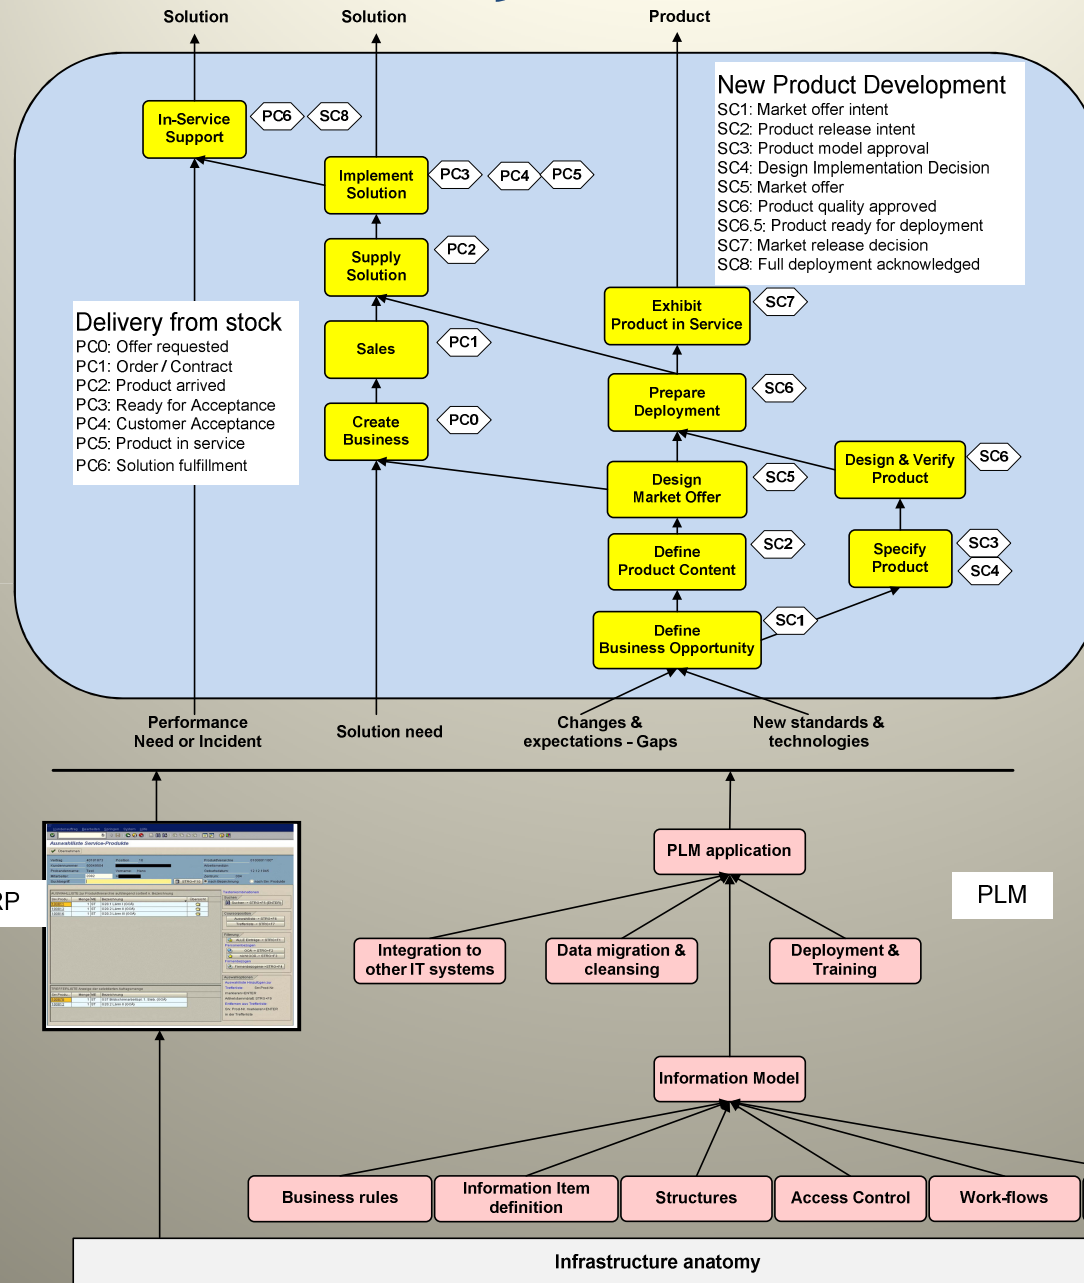 Solution
Solution
Product
New Product Development
SC1: Market offer intent
SC2: Product release intent
SC3: Product model approval
SC4: Design Implementation Decision
SC5: Market offer
SC6: Product quality approved
SC6.5: Product ready for deployment
SC7: Market release decision
SC8: Full deployment acknowledged
In-Service
Support
PC6
SC8
Implement
Solution
PC3
PC4
PC5
Supply
Solution
PC2
Delivery from stock
PC0: Offer requested
PC1: Order / Contract
PC2: Product arrived
PC3: Ready for Acceptance
PC4: Customer Acceptance
PC5: Product in service
PC6: Solution fulfillment
Sales
PC1
Create
Business
PC0
Exhibit
Product in Service
SC7
Prepare
Deployment
SC6
Design & Verify
Product
SC6
Design
Market Offer
SC5
Define
Product Content
SC2
Specify
Product
SC3
SC4
Define
Business Opportunity
SC1
Performance
Need or Incident
Solution need
Changes &
expectations - Gaps
New standards &
technologies
Auswahlliste Service-Produkte
RP
PLM application
PLM
Integration to
other IT systems
Data migration &
cleansing
Deployment &
Training
Information Model
Business rules
Information Item
definition
Structures
Access Control
Work-flows
Infrastructure anatomy